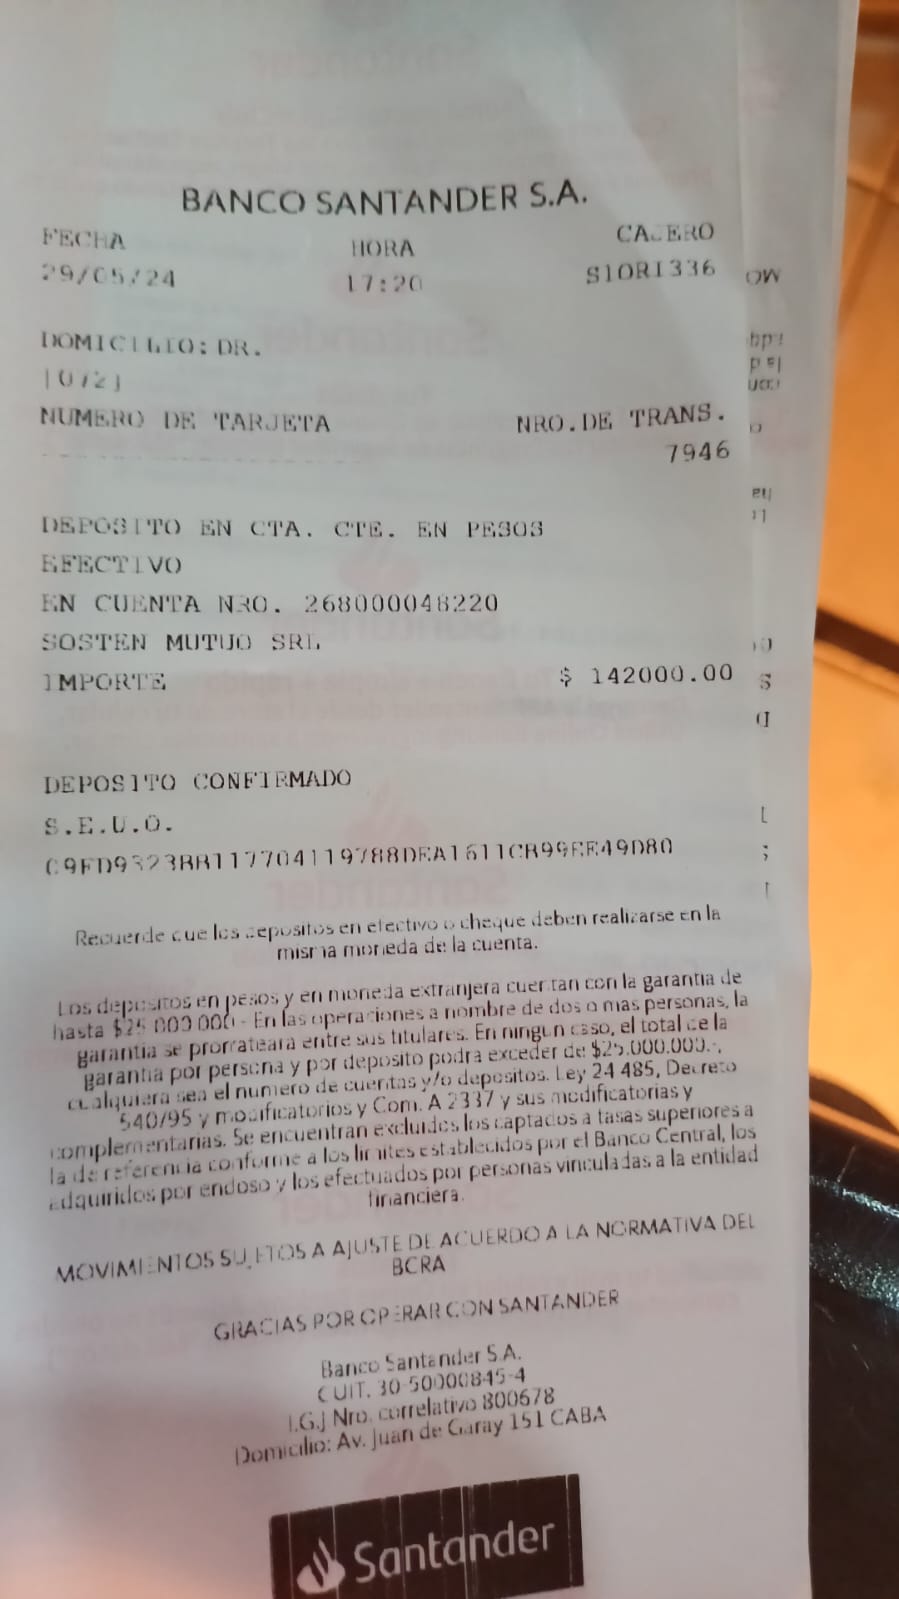 BANCO SANTANDER S.A.
FECHA HORA CAJERO
29/05/24 17:20 S1ORI336
DOMICILIO: DR.
NUMERO DE TARJETA NRO.DE TRANS.
7946
DEPOSITO EN CTA. CTE. EN PESOS
EFECTIVO
EN CUENTA NRO. 268000048220
SOSTEN MUTUO SRL
IMPORTE $ 142000.00
DEPOSITO CONFIRMADO
S.E.U.O.
C9FD9323BB117704119788DEA1611CB99EE49D80
Recuerde que los depositos en efectivo o cheque deben realizarse en la
misma moneda de la cuenta.
Los depositos en pesos y en moneda extranjera cuentan con la garantia de
hasta $25.000.000.- En las operaciones a nombre de dos o mas personas, la
garantia se prorrateara entre sus titulares. En ningun caso, el total de la
garantia por persona y por deposito podra exceder de $25.000.000.-,
cualquiera sea el numero de cuentas y/o depositos. Ley 24 485, Decreto
540/95 y modificatorios y Com. A 2337 y sus modificatorias y
complementarias. Se encuentran excluidos los captados a tasas superiores a
la de referencia conforme a los limites establecidos por el Banco Central, los
adquiridos por endoso y los efectuados por personas vinculadas a la entidad
financiera.
MOVIMIENTOS SUJETOS A AJUSTE DE ACUERDO A LA NORMATIVA DEL
BCRA
GRACIAS POR OPERAR CON SANTANDER
Banco Santander S.A.
CUIT. 30-50000845-4
I.G.J Nro. correlativo 800678
Domicilio: Av. Juan de Garay 151 CABA
Santander